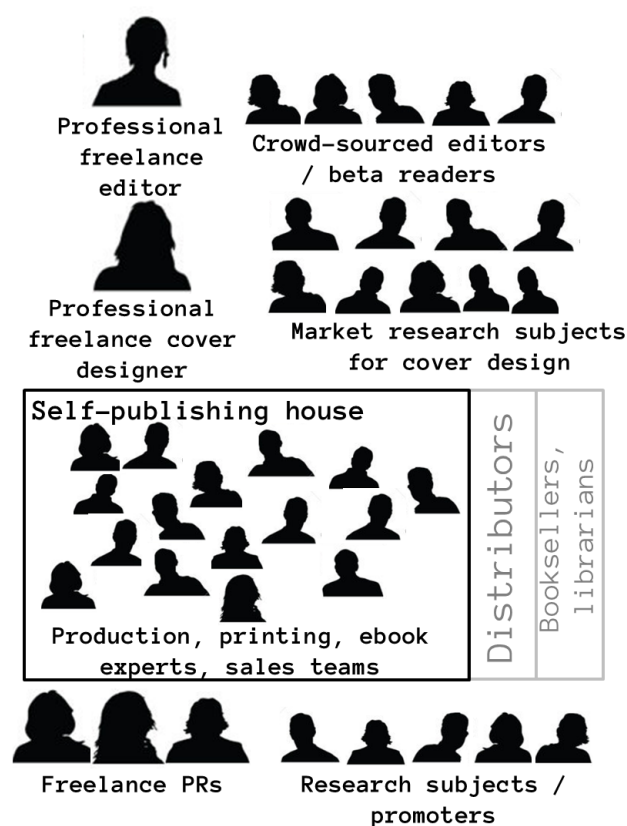 Professional
freelance
editor
Crowd-sourced editors
/ beta readers
Professional
freelance cover
designer
Market research subjects
for cover design
Self-publishing house
Production, printing, ebook
experts, sales teams
Distributors
Booksellers,
librarians
Freelance PRs
Research subjects /
promoters